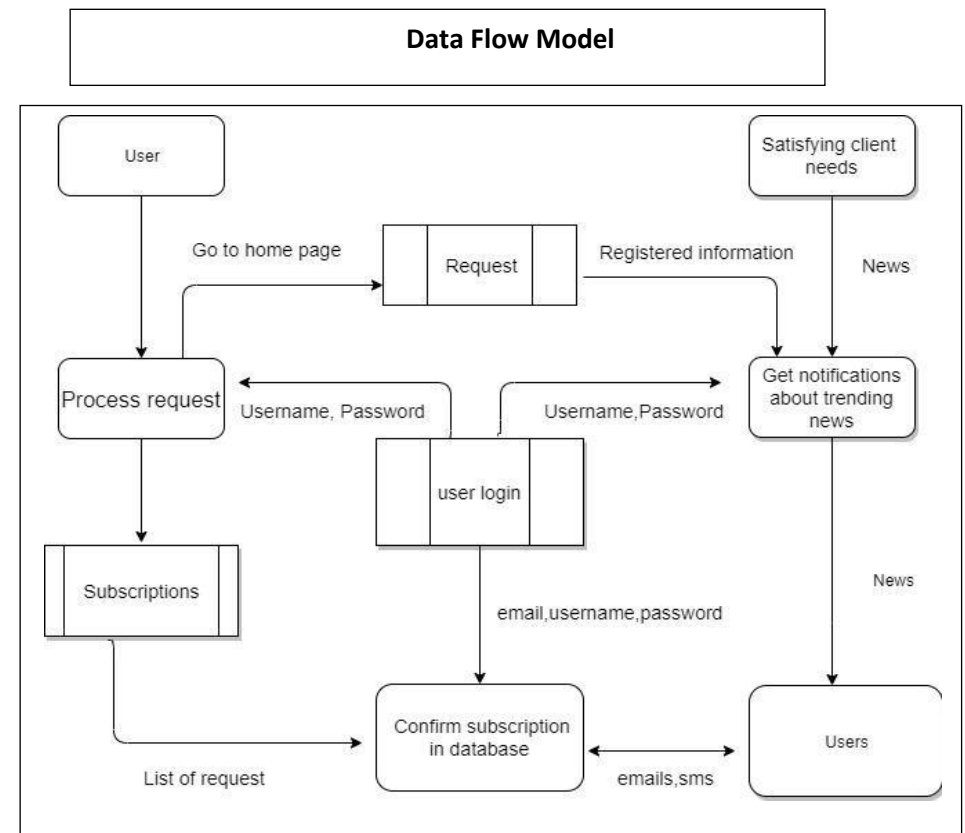 Data Flow Model
User
Satisfying client
needs
Go to home page
Request
Registered information
News
Process request
Username, Password
Username,Password
Get notifications
about trending
news
user login
Subscriptions
News
email,username,password
Confirm subscription
in database
Users
List of request
emails,sms